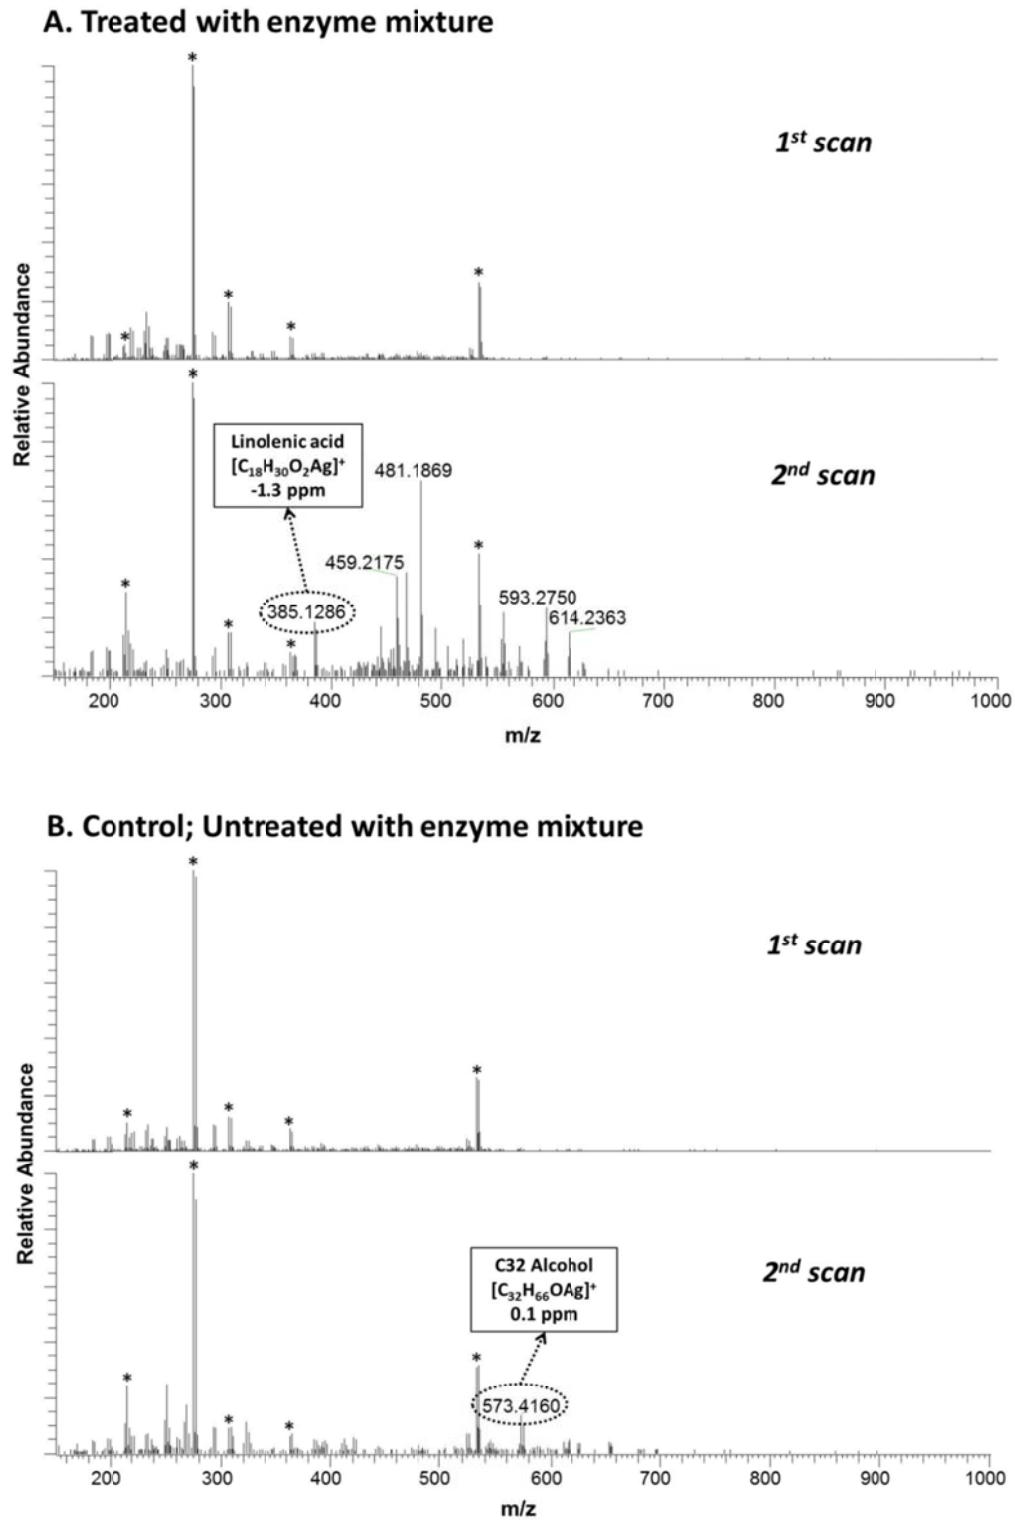 A. Treated with enzyme mixture
*
1st scan
*
*
*
*
Relative Abundance
*
Linolenic acid
[C18H30O2Ag]+
-1.3 ppm
481.1869
2nd scan
*
459.2175
*
385.1286
593.2750
614.2363
*
*
200 300 400 500 600 700 800 900 1000
m/z
B. Control; Untreated with enzyme mixture
*
1st scan
*
*
*
*
Relative Abundance
*
C32 Alcohol
[C32H66OAg]+
0.1 ppm
2nd scan
*
*
573.4160
*
*
200 300 400 500 600 700 800 900 1000
m/z